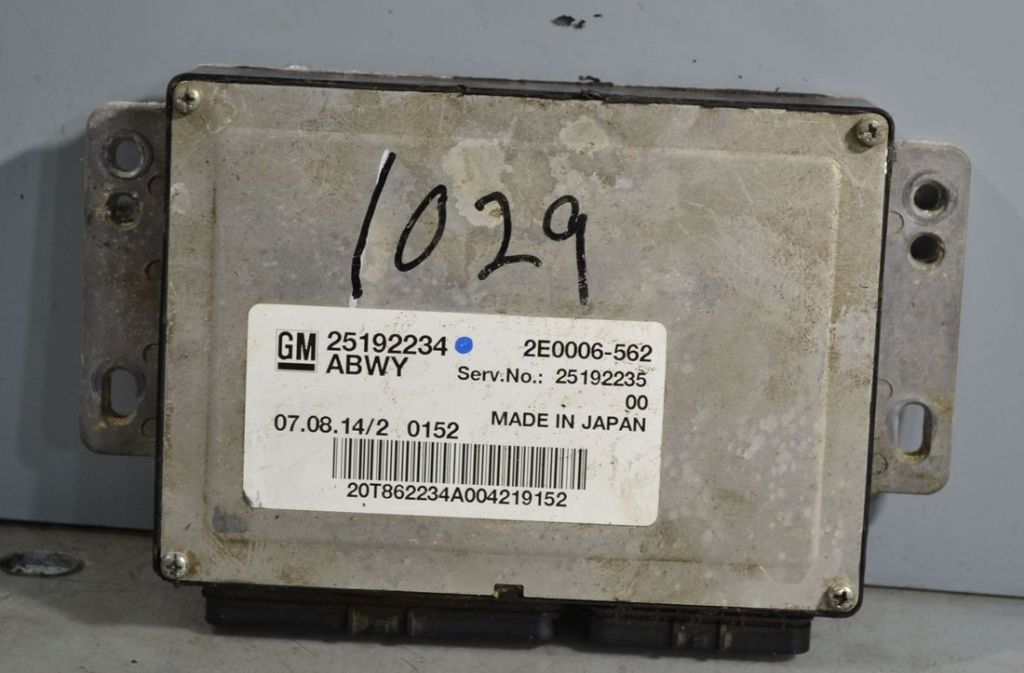 1029
GM 25192234 2E0006-562
ABWY Serv.No.: 25192235
00
07.08.14/2 0152 MADE IN JAPAN
20T862234A004219152